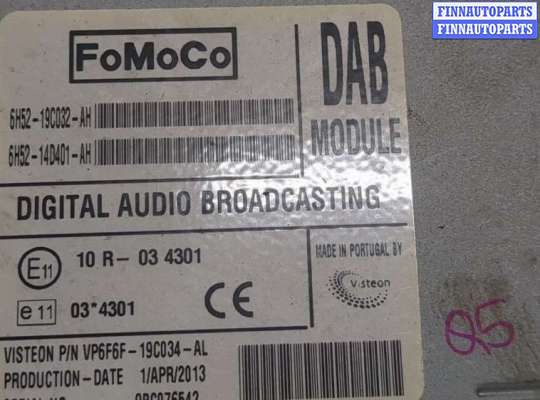 FINNAUTOPARTS
FINNAUTOPARTS
FoMoCo
DAB
MODULE
6H52-19C032-AH
6H52-14D401-AH
DIGITAL AUDIO BROADCASTING
E11 10 R- 03 4301
MADE IN PORTUGAL BY
Visteon
e 11 03*4301
CE
Q5
VISTEON P/N VP6F6F-19C034-AL
PRODUCTION-DATE 1/APR/2013